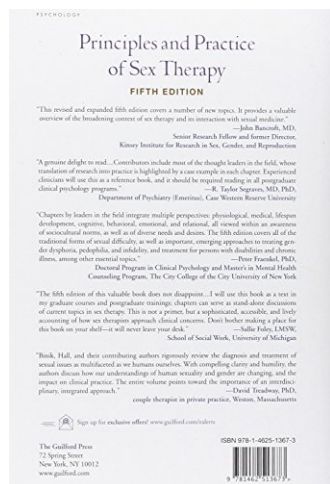 PSYCHOLOGY
Principles and Practice
of Sex Therapy
FIFTH EDITION
"This revised and expanded fifth edition covers a number of new topics. It provides a valuable
overview of the broadening context of sex therapy and its interaction with sexual medicine."
—John Bancroft, MD,
Senior Research Fellow and former Director,
Kinsey Institute for Research in Sex, Gender, and Reproduction
"A genuine delight to read....Contributors include most of the thought leaders in the field, whose
translation of research into practice is highlighted by a case example in each chapter. Experienced
clinicians will use this as a reference book, and it should be required reading in all postgraduate
clinical psychology programs."
—R. Taylor Segraves, MD, PhD,
Department of Psychiatry (Emeritus), Case Western Reserve University
"Chapters by leaders in the field integrate multiple perspectives: physiological, medical, lifespan
development, cognitive, behavioral, emotional, and relational, all viewed within an awareness
of sociocultural norms, as well as of diverse needs and desires. The fifth edition covers all of the
traditional forms of sexual difficulty, as well as important, emerging approaches to treating gen-
der dysphoria, pedophilia, and infidelity, and treatment for persons with disabilities and chronic
illness, among other essential topics."
—Peter Fraenkel, PhD,
Doctoral Program in Clinical Psychology and Master's in Mental Health
Counseling Program, The City College of the City University of New York
"The fifth edition of this valuable book does not disappoint....I will use this book as a text in
my graduate courses and postgraduate trainings; chapters can serve as stand-alone discussions
of current topics in sex therapy. This is not a primer, but a sophisticated, accessible, and lively
accounting of how sex therapists approach clinical concerns. Don't bother making a place for
this book on your shelf—it will never leave your desk."
—Sallie Foley, LMSW,
School of Social Work, University of Michigan
"Binik, Hall, and their contributing authors rigorously review the diagnosis and treatment of
sexual issues as multifaceted as we humans ourselves. With compelling clarity and humility, the
authors discuss how our understandings of human sexuality and gender are changing, and the
impact on clinical practice. The entire volume points toward the importance of an interdisci-
plinary, integrated approach."
—David Treadway, PhD,
couple therapist in private practice, Weston, Massachusetts
Sign up for exclusive offers! www.guilford.com/ealerts
The Guilford Press
72 Spring Street
New York, NY 10012
www.guilford.com
ISBN 978-1-4625-1367-3
9 781462 513673